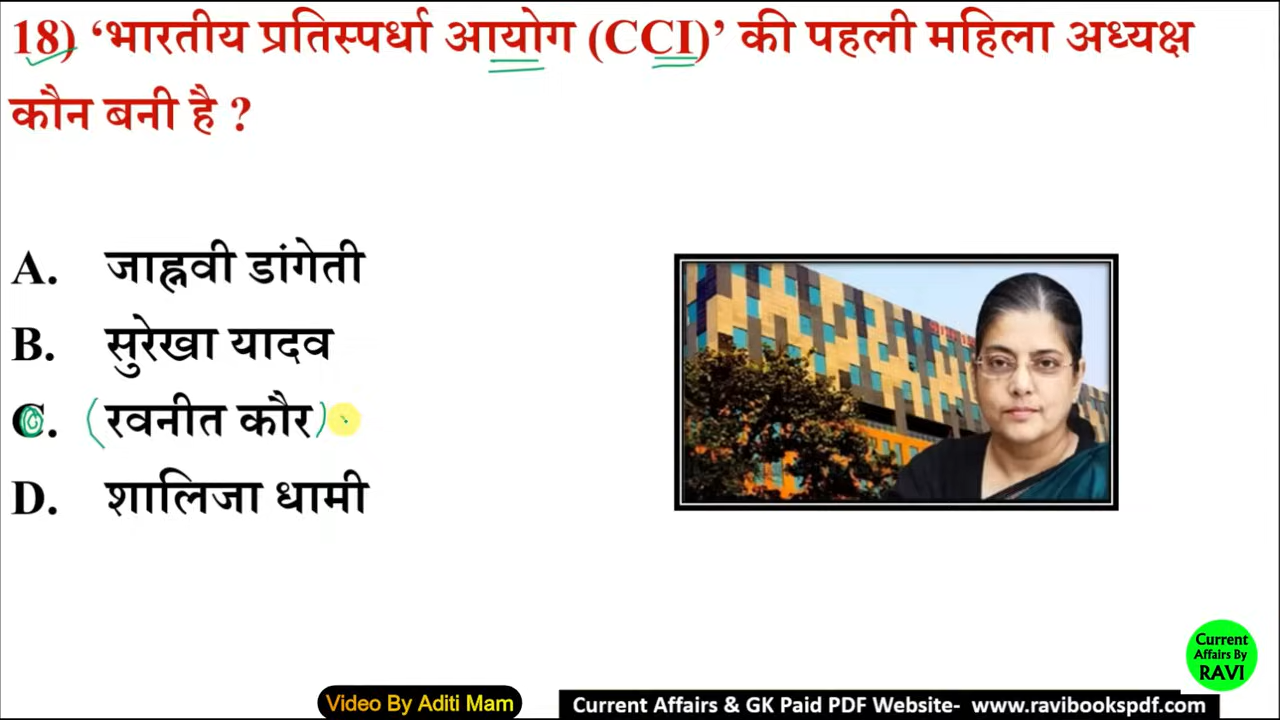 18) ‘भारतीय प्रतिस्पर्धा आयोग (CCI)’ की पहली महिला अध्यक्ष
कौन बनी है ?
A. जाह्नवी डांगेती
B. सुरेखा यादव
C. (रवनीत कौर)
D. शालिजा धामी
Current
Affairs By
RAVI
Video By Aditi Mam
Current Affairs & GK Paid PDF Website- www.ravibookspdf.com